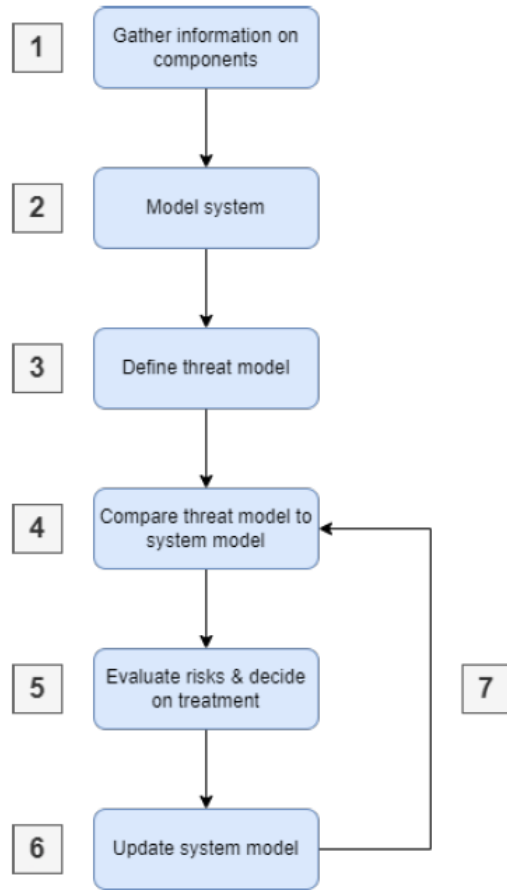 1
Gather information on
components
2
Model system
3
Define threat model
4
Compare threat model to
system model
5
Evaluate risks & decide
on treatment
7
6
Update system model